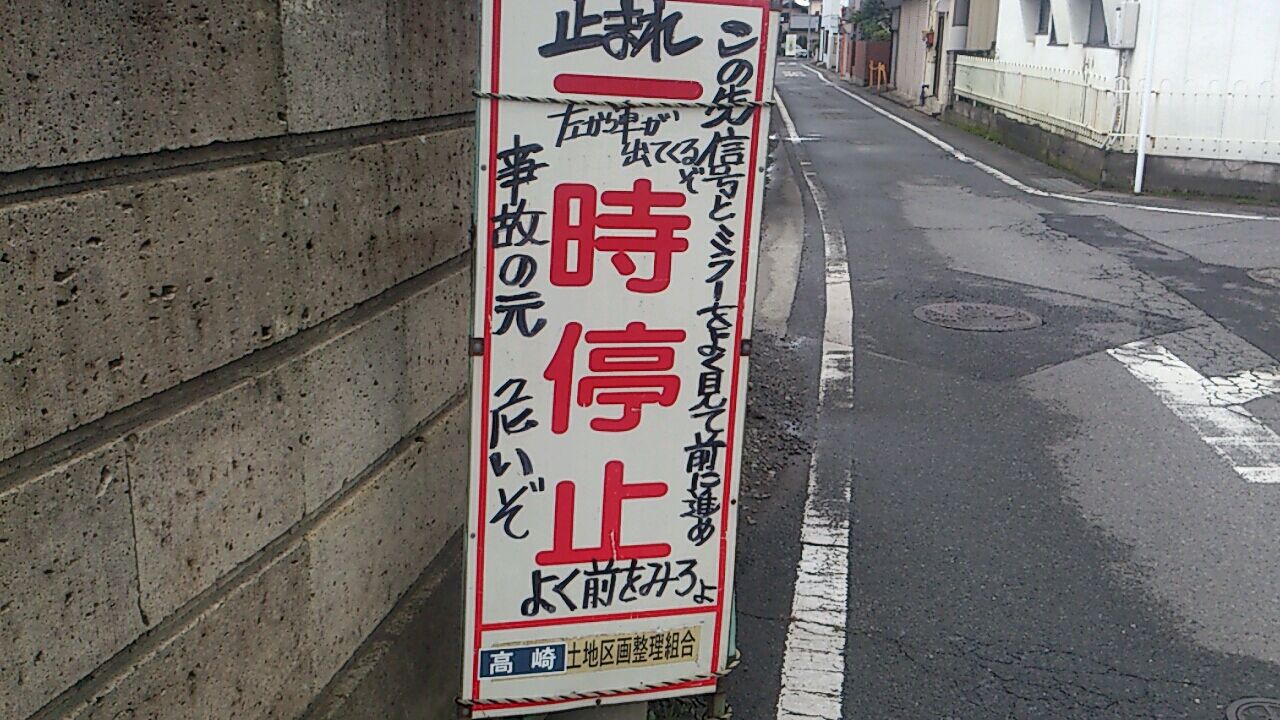 止まれ
この先信号とミラーをよく見て前に進め
一時停止
左から車が
出てくるぞ
事故の元 危いぞ
よく前をみろよ
高崎土地区画整理組合